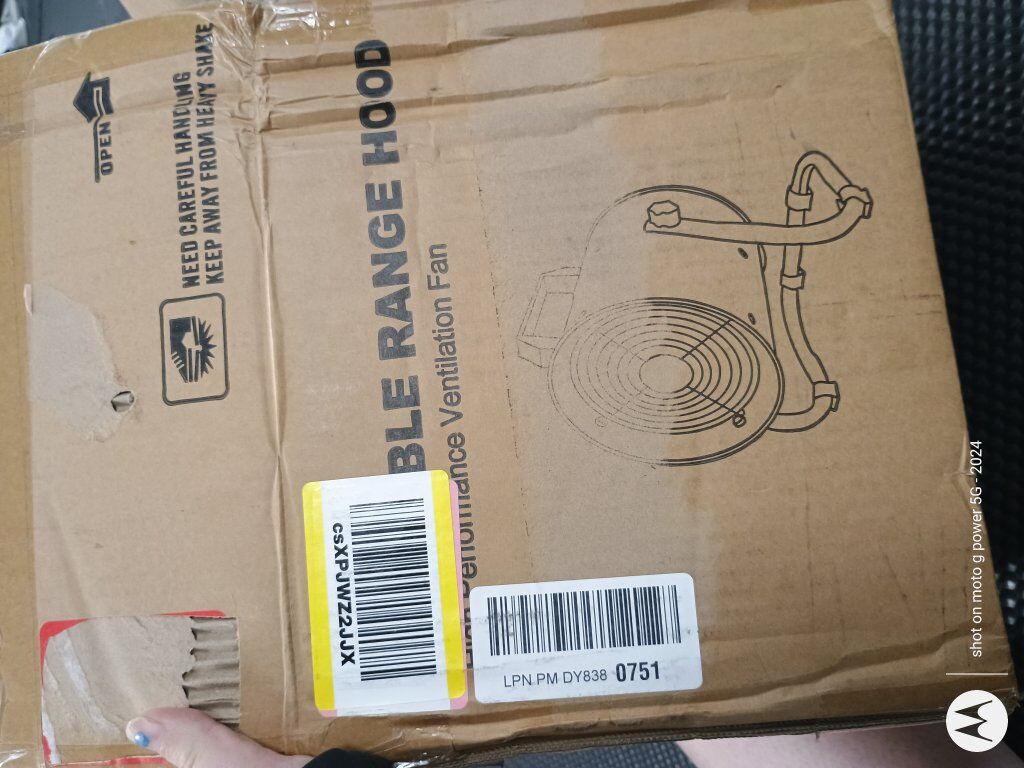 OPEN
NEED CAREFUL HANDLING
KEEP AWAY FROM HEAVY SHAKE
BLE RANGE HOOD
Performance Ventilation Fan
csXPJWZ2JJX
LPN PM DY838 0751
shot on moto g power 5G - 2024